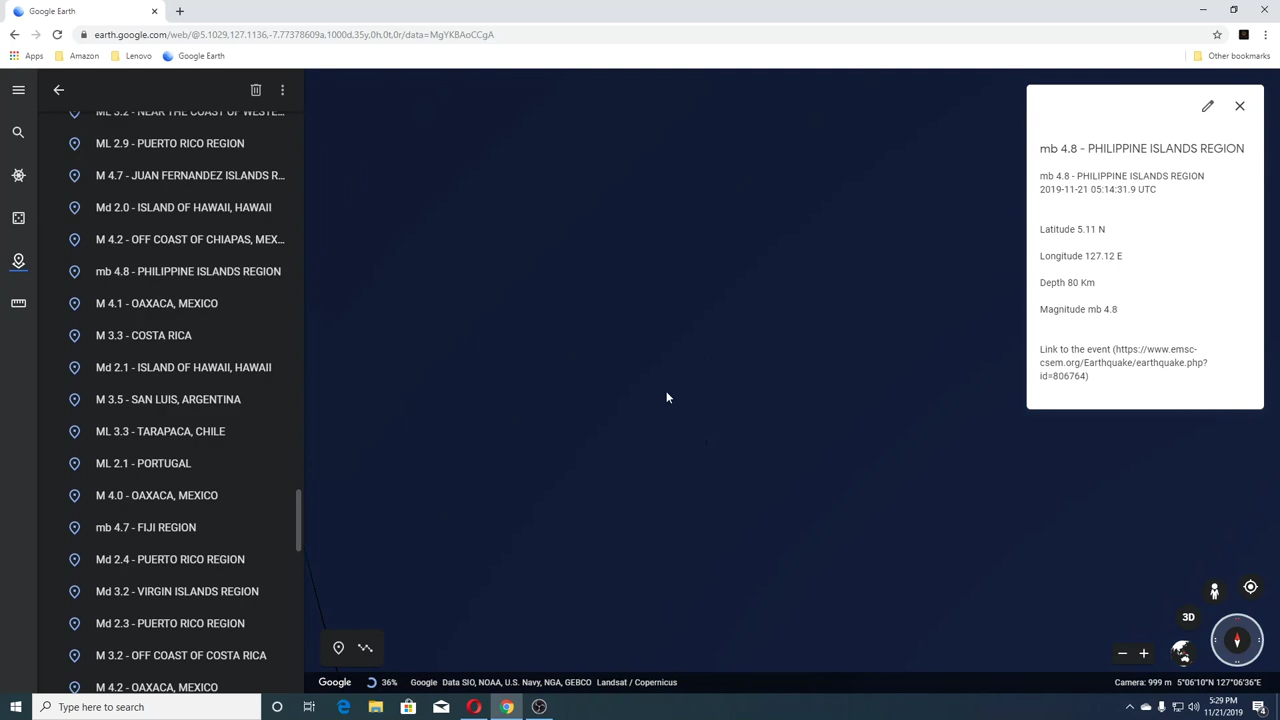 Google Earth
earth.google.com/web/@5.1029,127.1136,-7.77378609a,1000d,35y,0h,0t,0r/data=MgYKBAoCCgA
Apps Amazon Lenovo Google Earth Other bookmarks
ML 3.2 - NEAR THE COAST OF WESTE...
ML 2.9 - PUERTO RICO REGION
M 4.7 - JUAN FERNANDEZ ISLANDS R...
Md 2.0 - ISLAND OF HAWAII, HAWAII
M 4.2 - OFF COAST OF CHIAPAS, MEX...
mb 4.8 - PHILIPPINE ISLANDS REGION
M 4.1 - OAXACA, MEXICO
M 3.3 - COSTA RICA
Md 2.1 - ISLAND OF HAWAII, HAWAII
M 3.5 - SAN LUIS, ARGENTINA
ML 3.3 - TARAPACA, CHILE
ML 2.1 - PORTUGAL
M 4.0 - OAXACA, MEXICO
mb 4.7 - FIJI REGION
Md 2.4 - PUERTO RICO REGION
Md 3.2 - VIRGIN ISLANDS REGION
Md 2.3 - PUERTO RICO REGION
M 3.2 - OFF COAST OF COSTA RICA
M 4.2 - OAXACA, MEXICO
mb 4.8 - PHILIPPINE ISLANDS REGION
mb 4.8 - PHILIPPINE ISLANDS REGION
2019-11-21 05:14:31.9 UTC
Latitude 5.11 N
Longitude 127.12 E
Depth 80 Km
Magnitude mb 4.8
Link to the event (https://www.emsc-
csem.org/Earthquake/earthquake.php?
id=806764)
3D
Google 36% Google Data SIO, NOAA, U.S. Navy, NGA, GEBCO Landsat / Copernicus Camera: 999 m 5°06'10"N 127°06'36"E
Type here to search
5:29 PM
11/21/2019
4